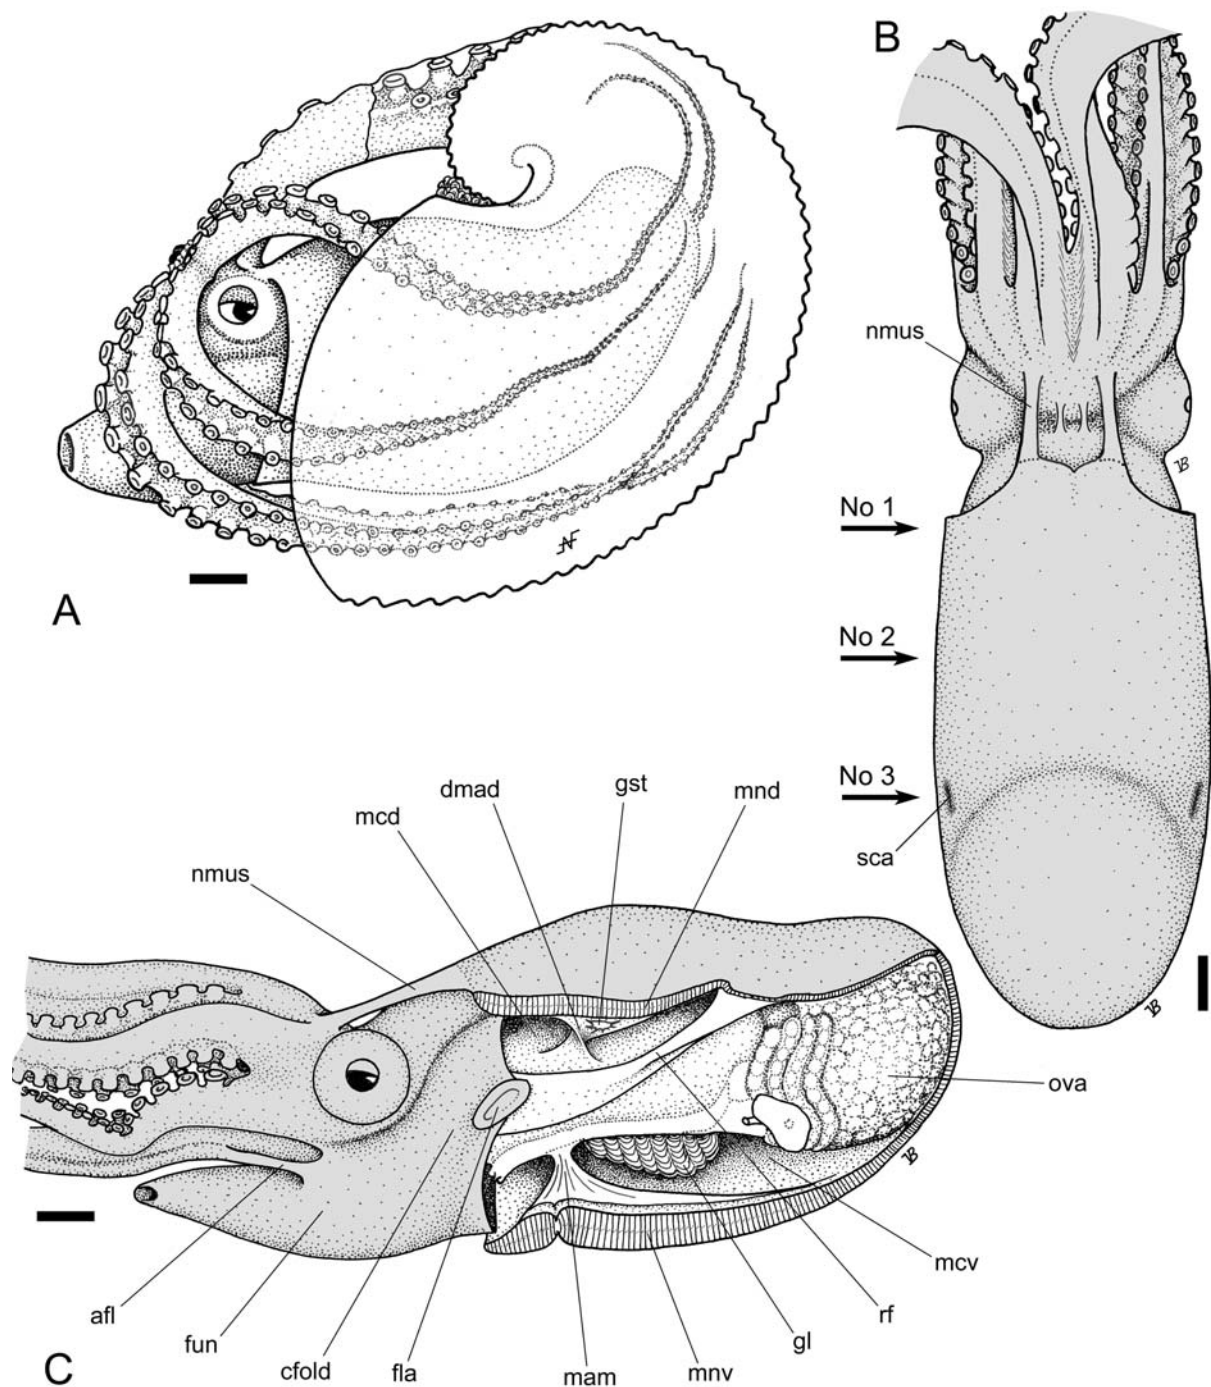 B
nmus
No 1
A
No 2
No 3
dmad
gst
mnd
mcd
sca
nmus
ova
mcv
afl
rf
fun
gl
cfold
fla
mnv
mam
C